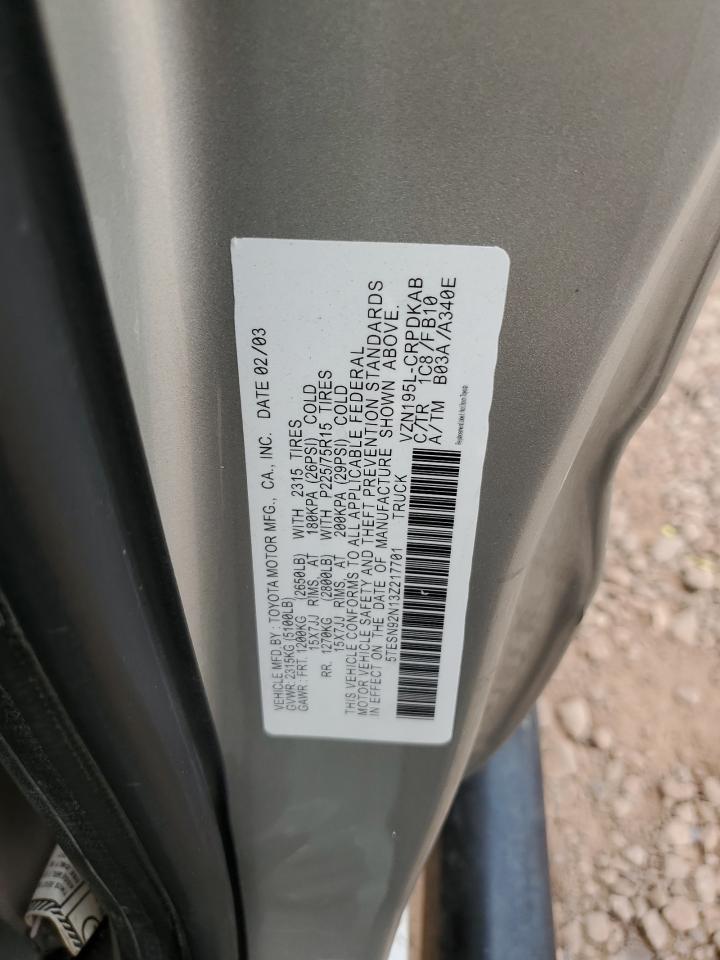 VEHICLE MFD BY: TOYOTA MOTOR MFG., CA., INC. DATE 02/03
GVWR: 2315KG (5100LB)
GAWR: FRT. 1200KG (2650LB) WITH 2315 TIRES
15X7JJ RIMS, AT 180KPA (26PSI) COLD
RR. 1270KG (2800LB) WITH P225/75R15 TIRES
15X7JJ RIMS, AT 200KPA (29PSI) COLD
THIS VEHICLE CONFORMS TO ALL APPLICABLE FEDERAL
MOTOR VEHICLE SAFETY AND THEFT PREVENTION STANDARDS
IN EFFECT ON THE DATE OF MANUFACTURE SHOWN ABOVE.
5TESN92N13Z217701 TRUCK
VZN195L-CRPDKAB
C/TR 1C8/FB10
A/TM B03A/A340E